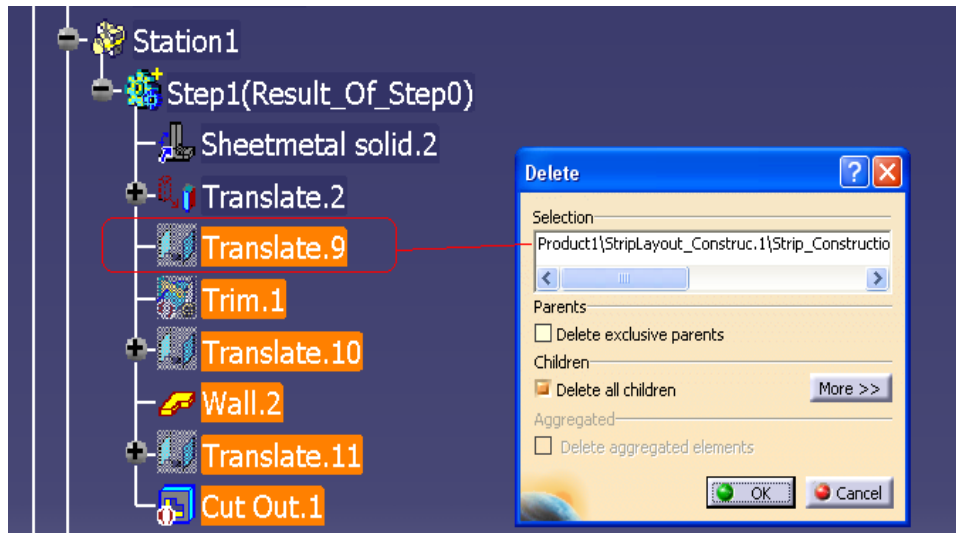 Station1
Step1(Result_Of_Step0)
Sheetmetal solid.2
Translate.2
Translate.9
Trim.1
Translate.10
Wall.2
Translate.11
Cut Out.1
Delete
Selection
Product1\StripLayout_Construc.1\Strip_Constructio
Parents
Delete exclusive parents
Children
Delete all children
More >>
Aggregated
Delete aggregated elements
OK
Cancel